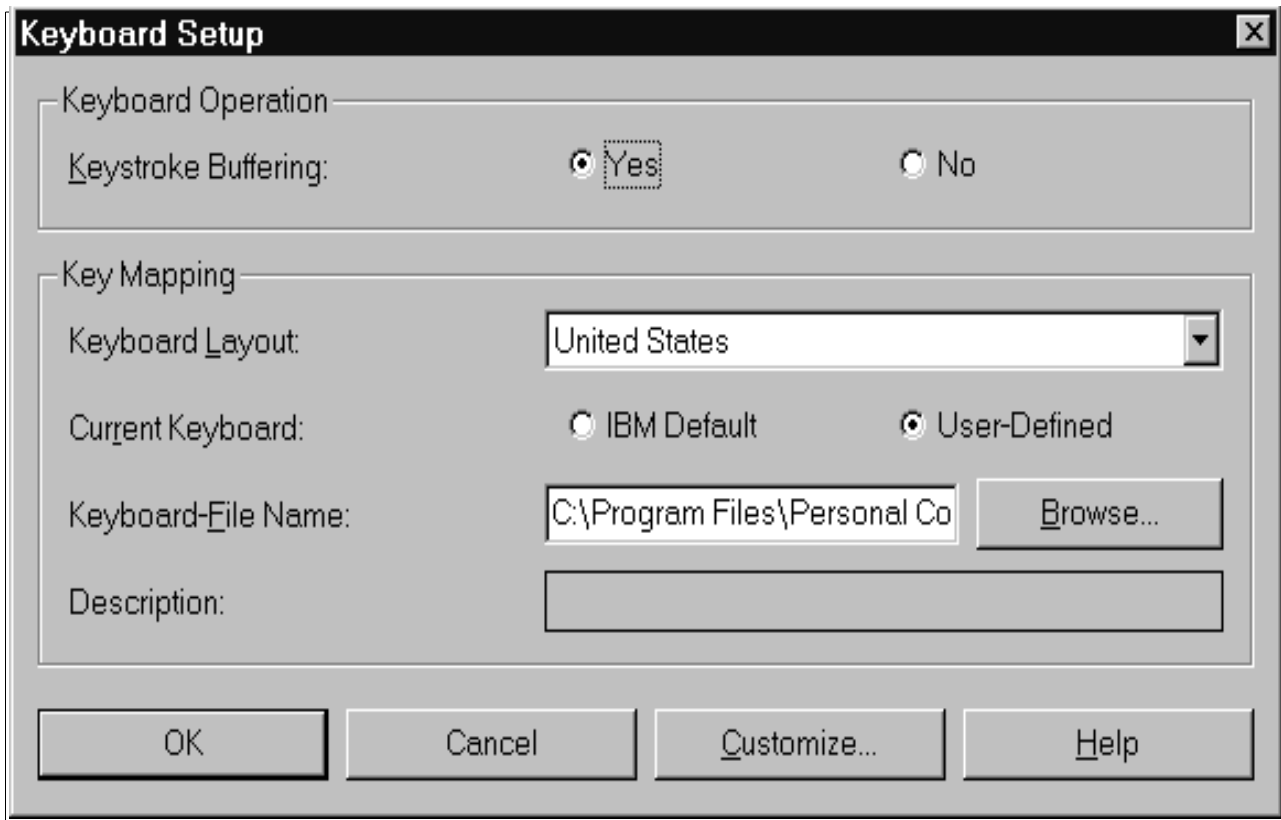 Keyboard Setup
Keyboard Operation
Keystroke Buffering: Yes No
Key Mapping
Keyboard Layout: United States
Current Keyboard: IBM Default User-Defined
Keyboard-File Name: C:\Program Files\Personal Co Browse...
Description:
OK Cancel Customize... Help